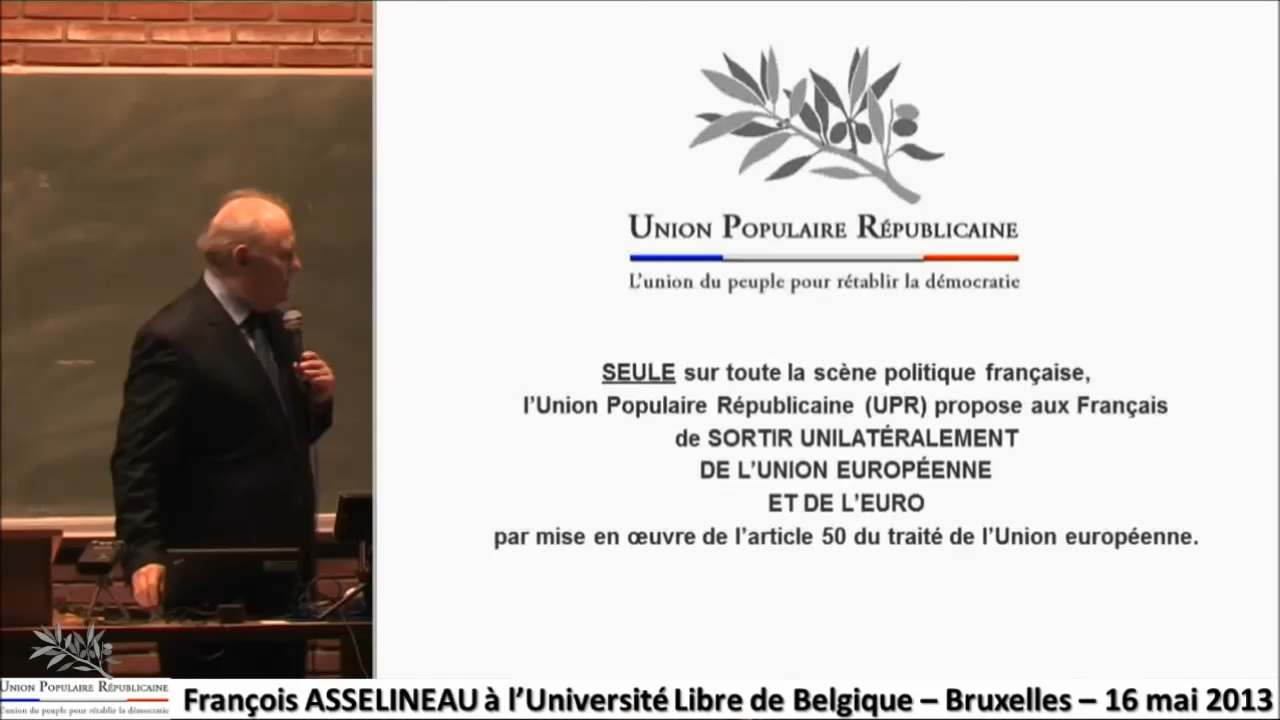 UNION POPULAIRE RÉPUBLICAINE
L'union du peuple pour rétablir la démocratie
SEULE sur toute la scène politique française,
l'Union Populaire Républicaine (UPR) propose aux Français
de SORTIR UNILATÉRALEMENT
DE L'UNION EUROPÉENNE
ET DE L'EURO
par mise en œuvre de l'article 50 du traité de l'Union européenne.
UNION POPULAIRE RÉPUBLICAINE
L'union du peuple pour rétablir la démocratie
François ASSELINEAU à l'Université Libre de Belgique – Bruxelles – 16 mai 2013